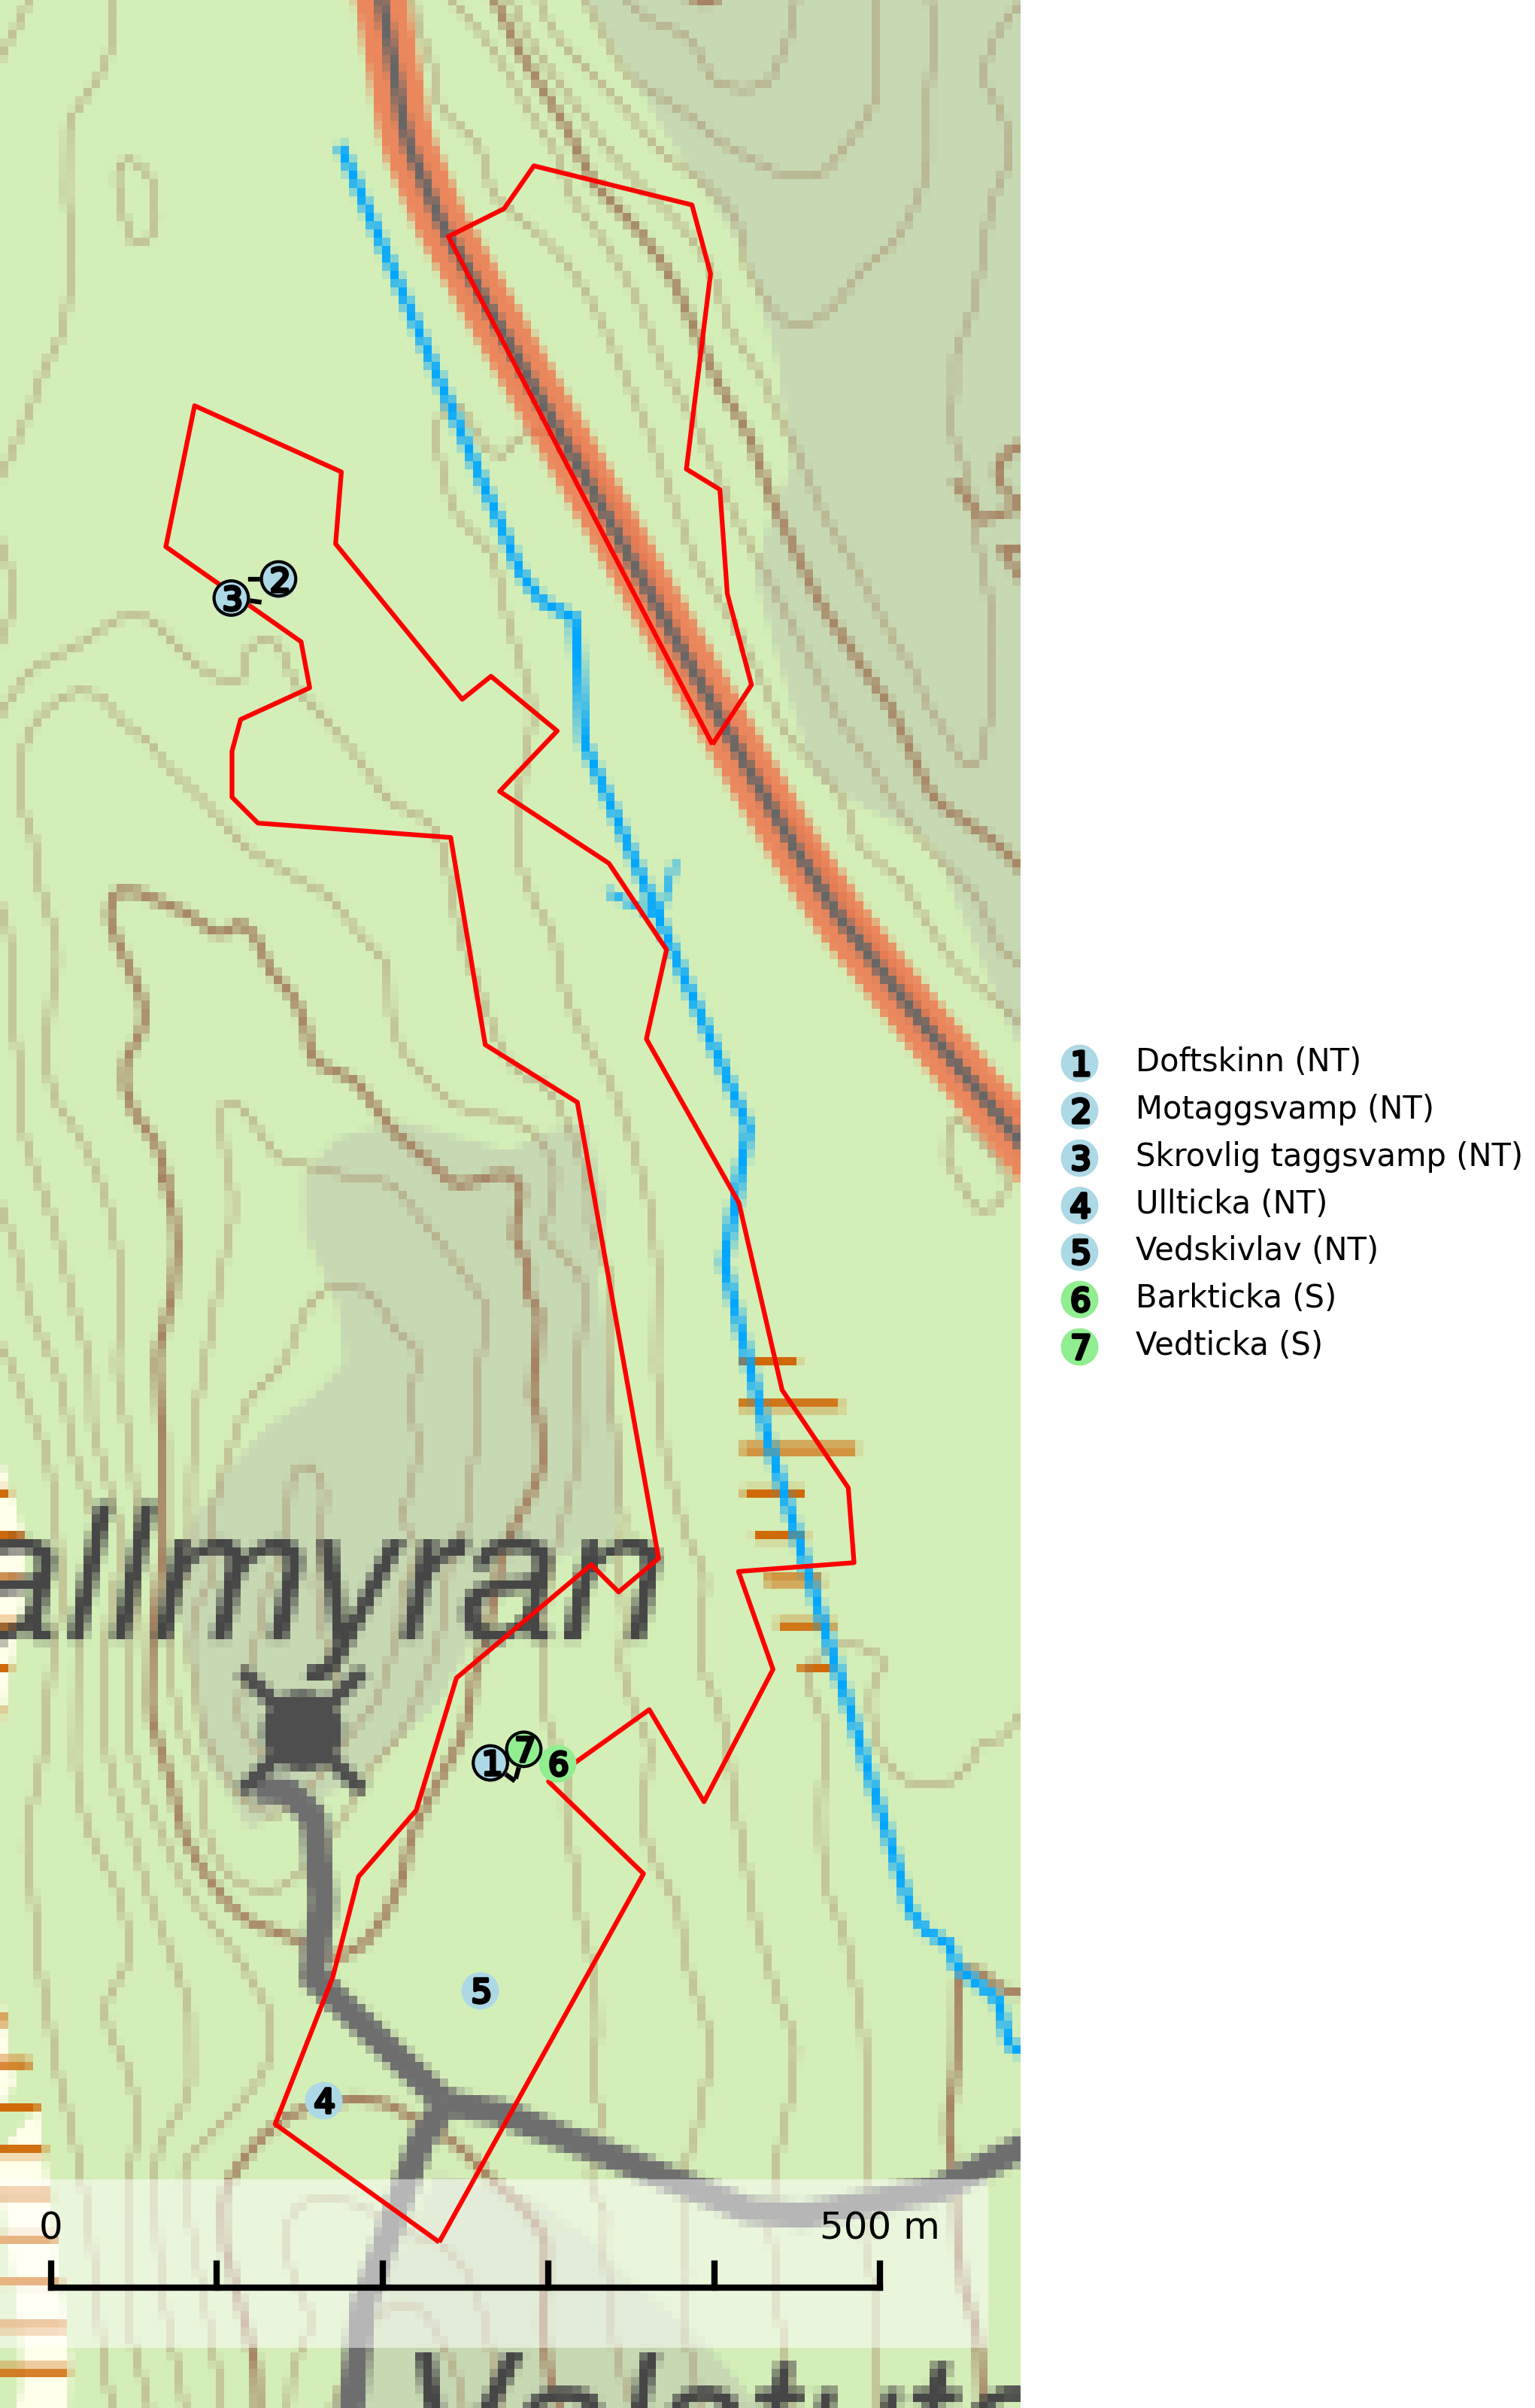 2
3
1 Doftskinn (NT)
2 Motaggsvamp (NT)
3 Skrovlig taggsvamp (NT)
4 Ullticka (NT)
5 Vedskivlav (NT)
6 Barkticka (S)
7 Vedticka (S)
allmyran
1 7 6
5
4
0 500 m